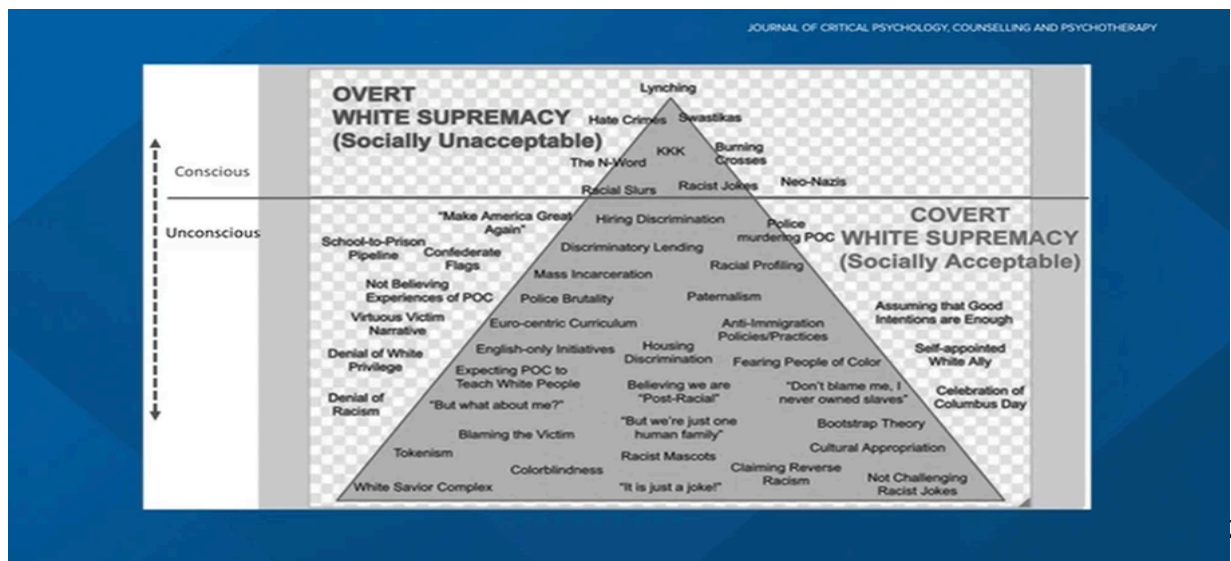 JOURNAL OF CRITICAL PSYCHOLOGY, COUNSELLING AND PSYCHOTHERAPY
OVERT
WHITE SUPREMACY
(Socially Unacceptable)
Lynching
Hate Crimes
Swastikas
KKK
Burning
Crosses
The N-Word
Racial Slurs
Racist Jokes
Neo-Nazis
Conscious
Unconscious
COVERT
WHITE SUPREMACY
(Socially Acceptable)
"Make America Great
Again"
Hiring Discrimination
Police
murdering POC
School-to-Prison
Pipeline
Confederate
Flags
Discriminatory Lending
Racial Profiling
Mass Incarceration
Not Believing
Experiences of POC
Police Brutality
Paternalism
Virtuous Victim
Narrative
Euro-centric Curriculum
Anti-Immigration
Policies/Practices
Assuming that Good
Intentions are Enough
Denial of White
Privilege
English-only Initiatives
Housing
Discrimination
Fearing People of Color
Self-appointed
White Ally
Expecting POC to
Teach White People
Believing we are
"Post-Racial"
"Don't blame me, I
never owned slaves"
Celebration of
Columbus Day
Denial of
Racism
"But what about me?"
"But we're just one
human family"
Bootstrap Theory
Blaming the Victim
Tokenism
Racist Mascots
Cultural Appropriation
Colorblindness
Claiming Reverse
Racism
Not Challenging
Racist Jokes
White Savior Complex
"It is just a joke!"